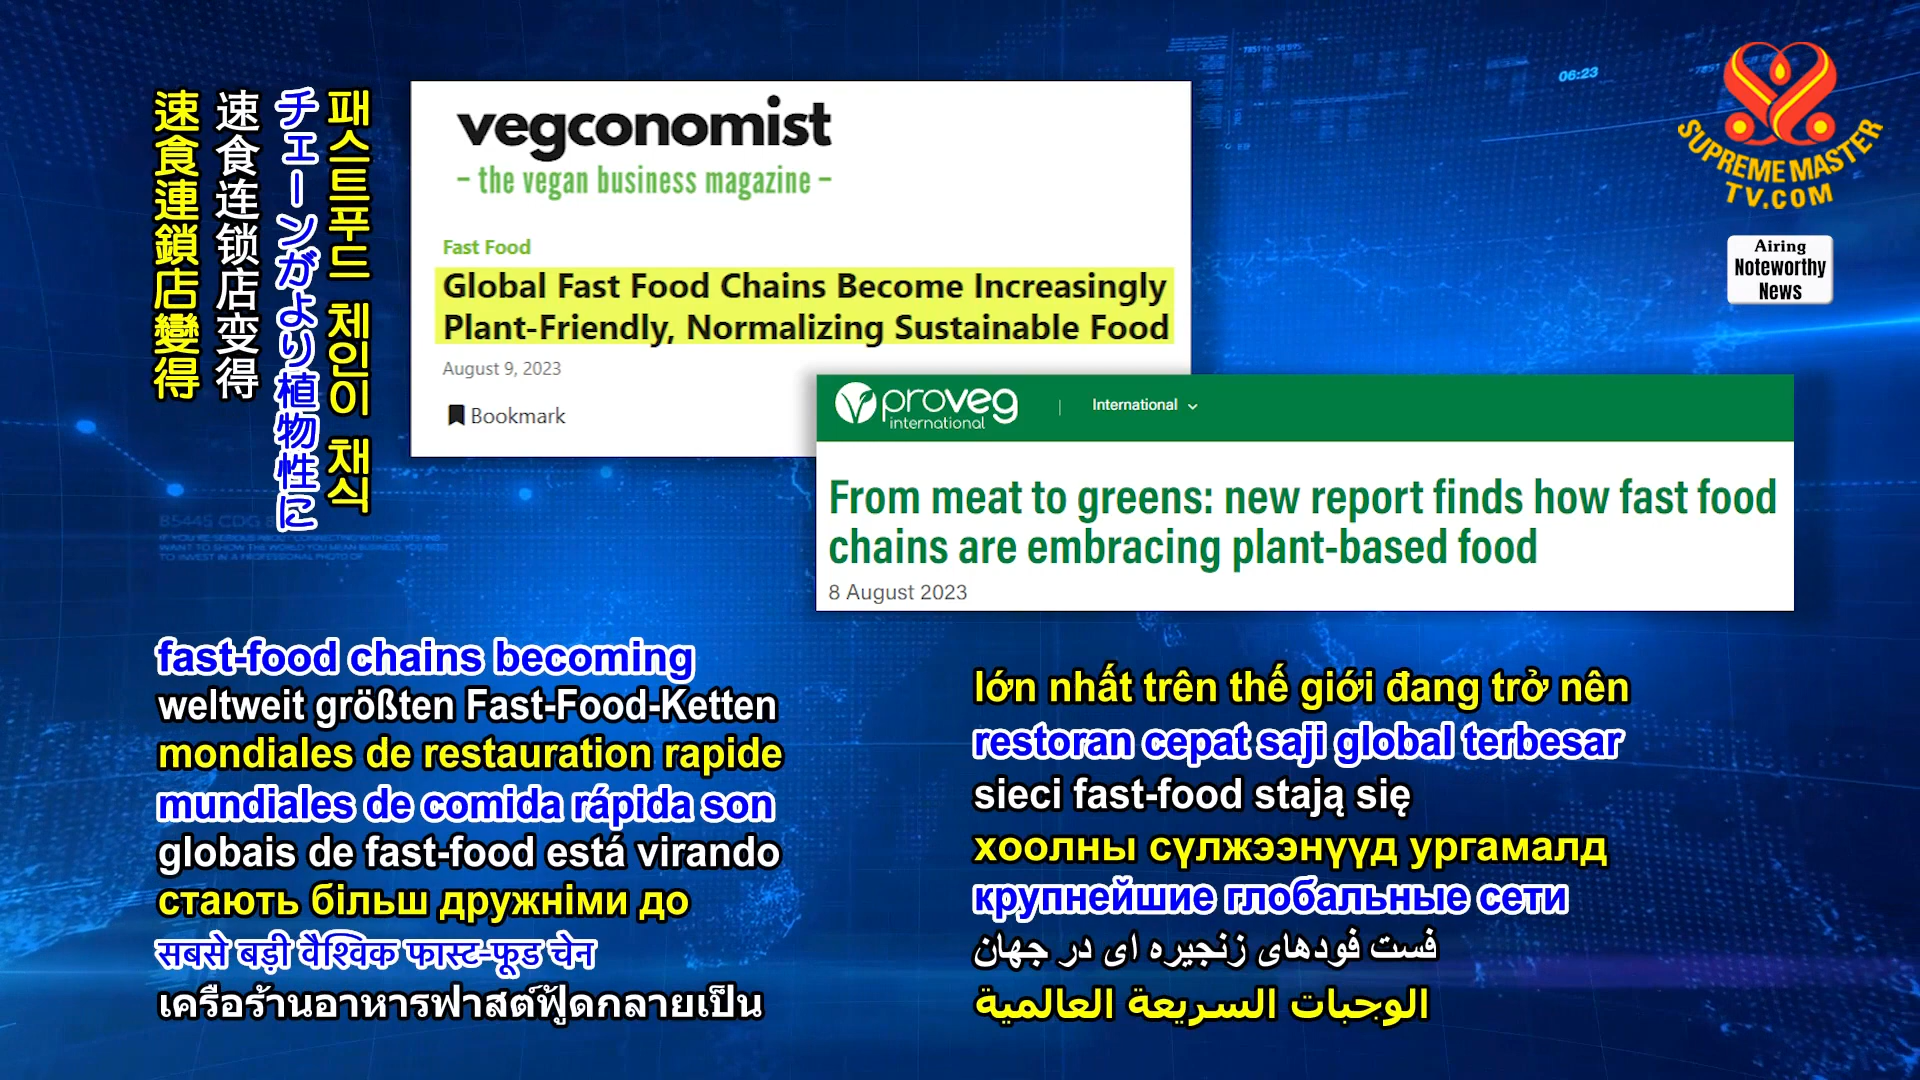 速食連鎖店變得
速食连锁店变得
チェーンがより植物性に
패스트푸드 체인이 채식
vegconomist
– the vegan business magazine –
Fast Food
Global Fast Food Chains Become Increasingly
Plant-Friendly, Normalizing Sustainable Food
August 9, 2023
Bookmark
proveg
international
International
From meat to greens: new report finds how fast food
chains are embracing plant-based food
8 August 2023
06:23
SUPREME MASTER
TV.COM
Airing
Noteworthy
News
fast-food chains becoming
weltweit größten Fast-Food-Ketten
mondiales de restauration rapide
mundiales de comida rápida son
globais de fast-food está virando
стають більш дружніми до
सबसे बड़ी वैश्विक फास्ट-फूड चेन
เครือร้านอาหารฟาสต์ฟู้ดกลายเป็น
lớn nhất trên thế giới đang trở nên
restoran cepat saji global terbesar
sieci fast-food stają się
хоолны сүлжээнүүд ургамалд
крупнейшие глобальные сети
فست فودهای زنجیره ای در جهان
الوجبات السريعة العالمية